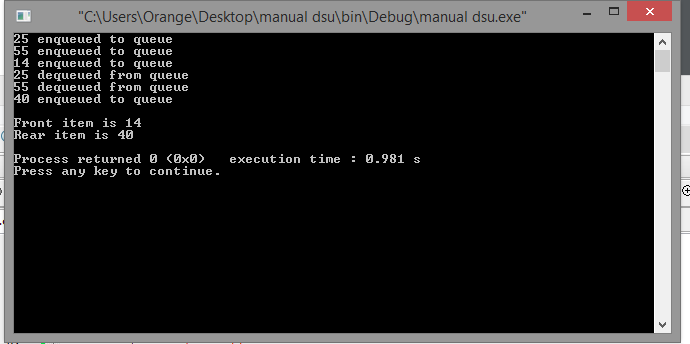 "C:\Users\Orange\Desktop\manual dsu\bin\Debug\manual dsu.exe"
25 enqueued to queue
55 enqueued to queue
14 enqueued to queue
25 dequeued from queue
55 dequeued from queue
40 enqueued to queue
Front item is 14
Rear item is 40
Process returned 0 (0x0)   execution time : 0.981 s
Press any key to continue.